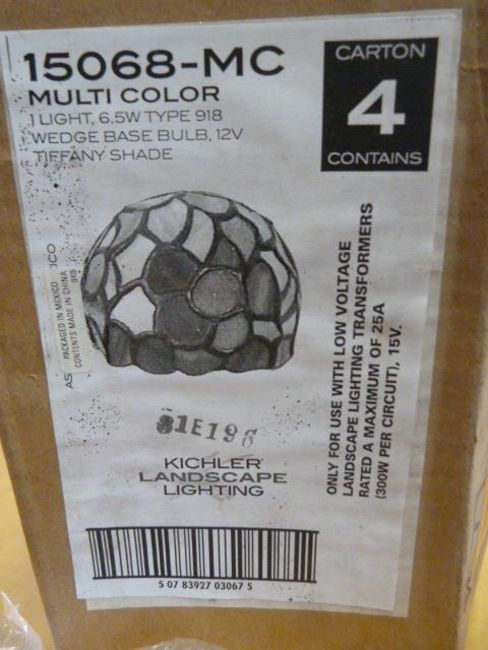 15068-MC
MULTI COLOR
1 LIGHT, 6.5W TYPE 918
WEDGE BASE BULB, 12V
TIFFANY SHADE
CARTON
4
CONTAINS
PACKAGED IN MEXICO
CONTENTS MADE IN CHINA
ICO
AS
ONLY FOR USE WITH LOW VOLTAGE
LANDSCAPE LIGHTING TRANSFORMERS
RATED A MAXIMUM OF 25A
(300W PER CIRCUIT), 15V.
KICHLER
LANDSCAPE
LIGHTING
5 07 83927 03067 5